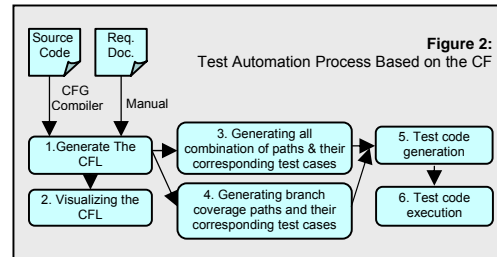 Source
Code
Req.
Doc.
Figure 2:
Test Automation Process Based on the CF
CFG
Compiler
Manual
1.Generate The
CFL
2. Visualizing the
CFL
3. Generating all
combination of paths & their
corresponding test cases
4. Generating branch
coverage paths and their
corresponding test cases
5. Test code
generation
6. Test code
execution